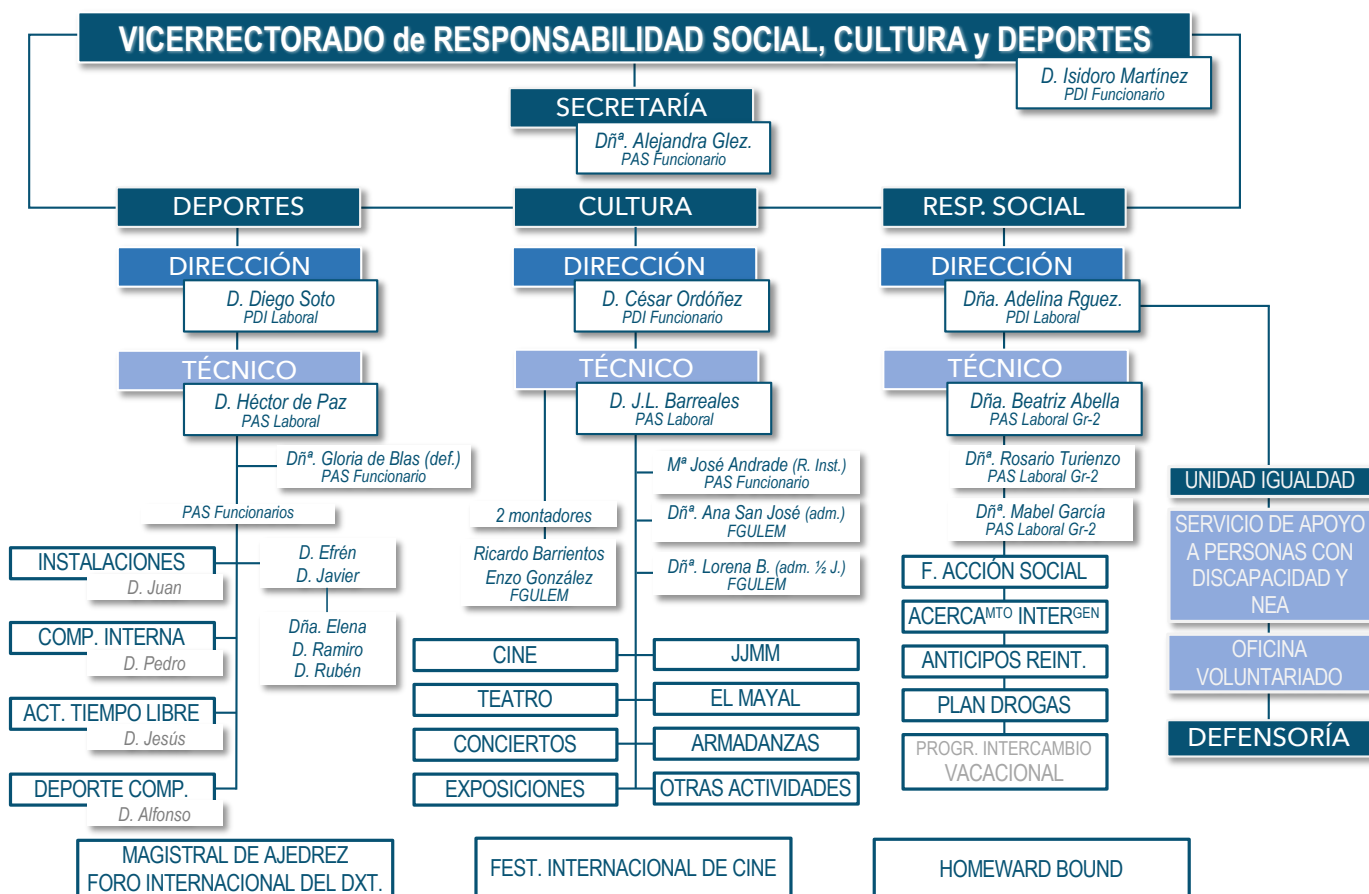 VICERRECTORADO de RESPONSABILIDAD SOCIAL, CULTURA y DEPORTES
D. Isidoro Martínez
PDI Funcionario
SECRETARÍA
Dñª. Alejandra Glez.
PAS Funcionario
DEPORTES
DIRECCIÓN
D. Diego Soto
PDI Laboral
TÉCNICO
D. Héctor de Paz
PAS Laboral
Dñª. Gloria de Blas (def.)
PAS Funcionario
PAS Funcionarios
INSTALACIONES
D. Juan
D. Efrén
D. Javier
Dña. Elena
D. Ramiro
D. Rubén
COMP. INTERNA
D. Pedro
ACT. TIEMPO LIBRE
D. Jesús
DEPORTE COMP.
D. Alfonso
MAGISTRAL DE AJEDREZ
FORO INTERNACIONAL DEL DXT.
CULTURA
DIRECCIÓN
D. César Ordóñez
PDI Funcionario
TÉCNICO
D. J.L. Barreales
PAS Laboral
2 montadores
Ricardo Barrientos
Enzo González
FGULEM
Mª José Andrade (R. Inst.)
PAS Funcionario
Dñª. Ana San José (adm.)
FGULEM
Dñª. Lorena B. (adm. ½ J.)
FGULEM
CINE
JJMM
TEATRO
EL MAYAL
CONCIERTOS
ARMADANZAS
EXPOSICIONES
OTRAS ACTIVIDADES
FEST. INTERNACIONAL DE CINE
RESP. SOCIAL
DIRECCIÓN
Dña. Adelina Rguez.
PDI Laboral
TÉCNICO
Dña. Beatriz Abella
PAS Laboral Gr-2
Dñª. Rosario Turienzo
PAS Laboral Gr-2
Dñª. Mabel García
PAS Laboral Gr-2
F. ACCIÓN SOCIAL
ACERCAMTO INTERGEN
ANTICIPOS REINT.
PLAN DROGAS
PROGR. INTERCAMBIO
VACACIONAL
HOMEWARD BOUND
UNIDAD IGUALDAD
SERVICIO DE APOYO
A PERSONAS CON
DISCAPACIDAD Y
NEA
OFICINA
VOLUNTARIADO
DEFENSORÍA